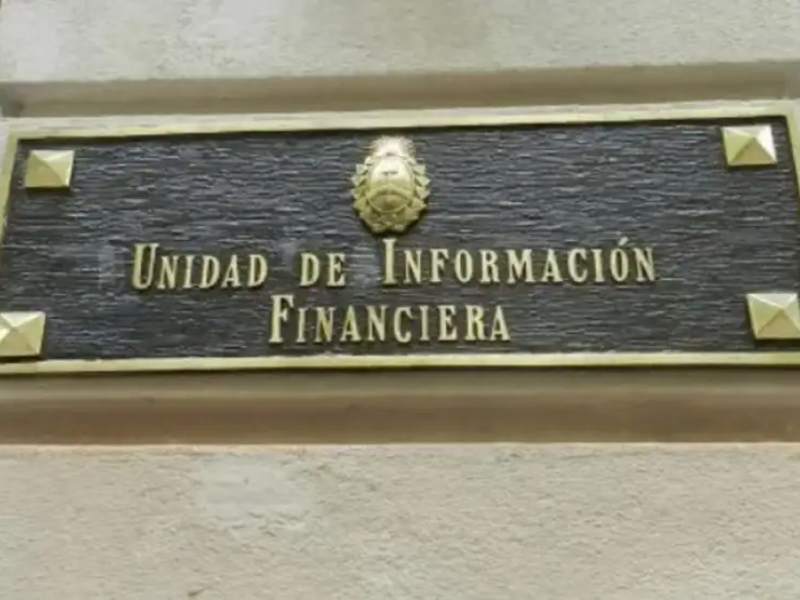 UNIDAD DE INFORMACIÓN
FINANCIERA